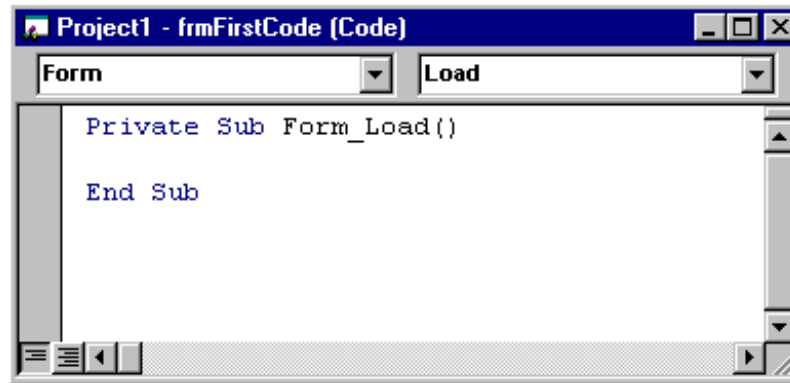 Project1 - frmFirstCode (Code)
Form Load
Private Sub Form_Load()
End Sub